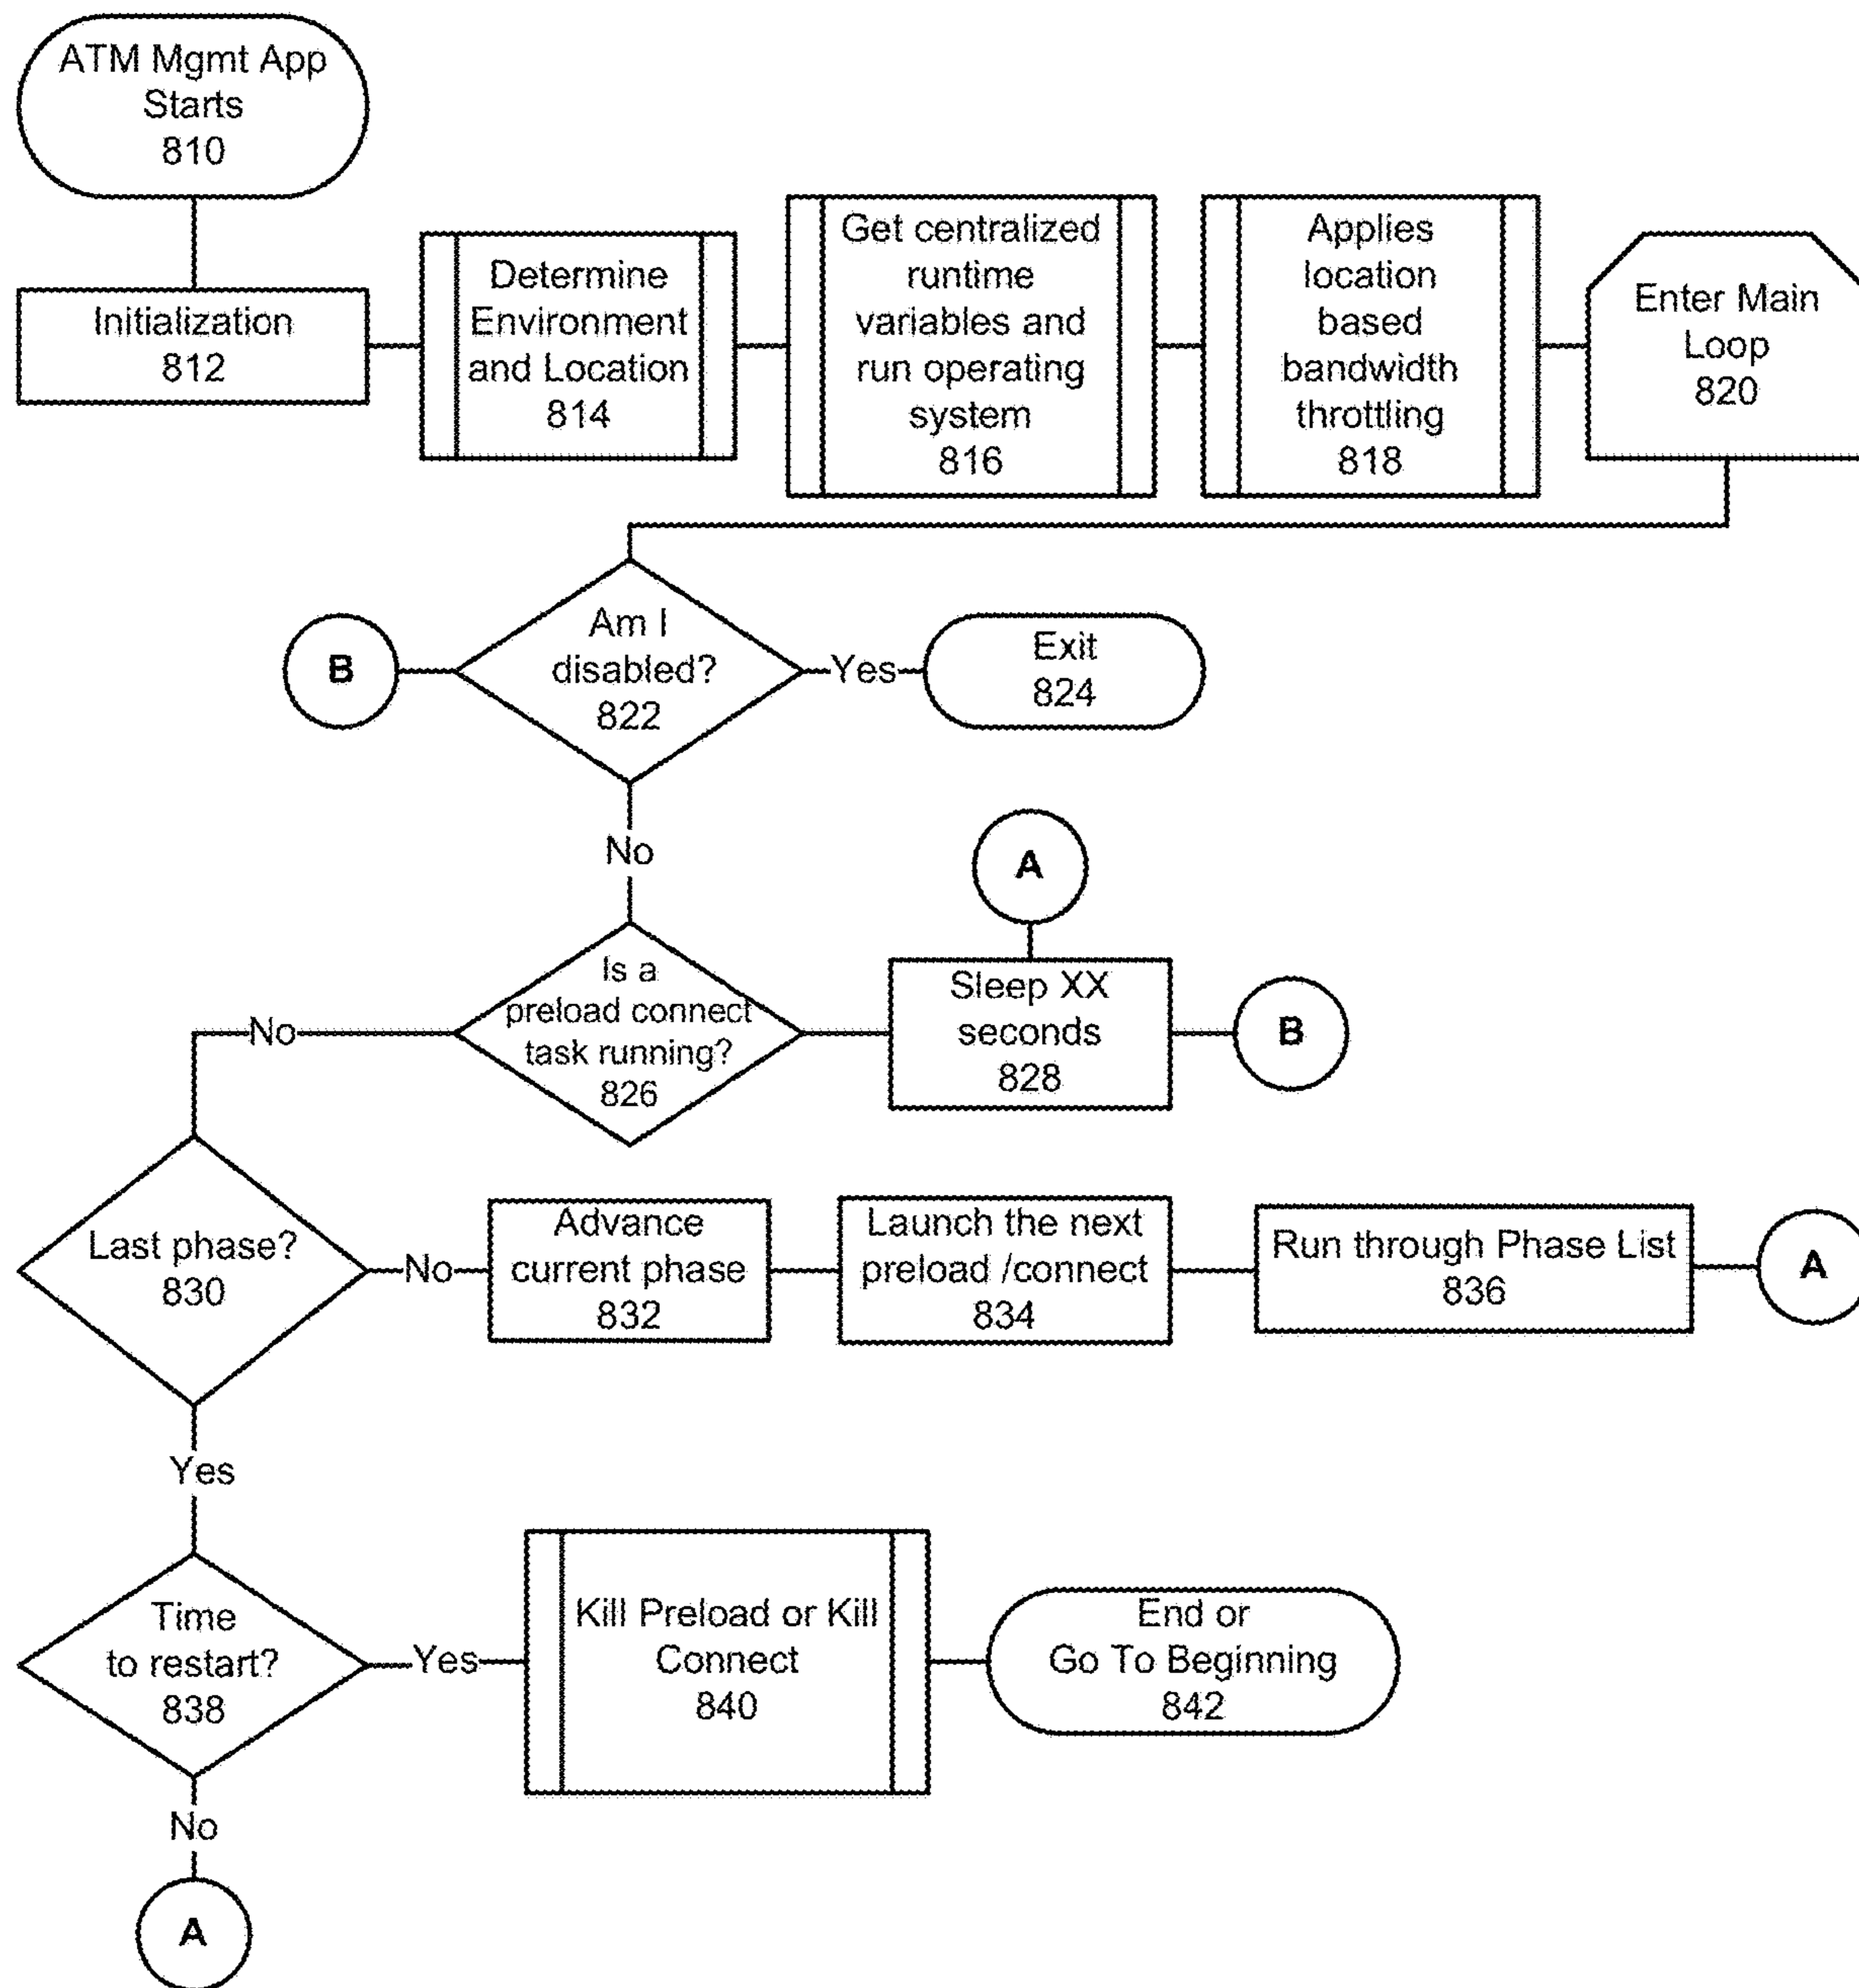 ATM Mgmt App
Starts
810
Initialization
812
Determine
Environment
and Location
814
Get centralized
runtime
variables and
run operating
system
816
Applies
location
based
bandwidth
throttling
818
Enter Main
Loop
820
B
Am I
disabled?
822
Yes
Exit
824
No
A
Is a
preload connect
task running?
826
Sleep XX
seconds
828
B
No
Last phase?
830
No
Advance
current phase
832
Launch the next
preload /connect
834
Run through Phase List
836
A
Yes
Time
to restart?
838
Yes
Kill Preload or Kill
Connect
840
End or
Go To Beginning
842
No
A